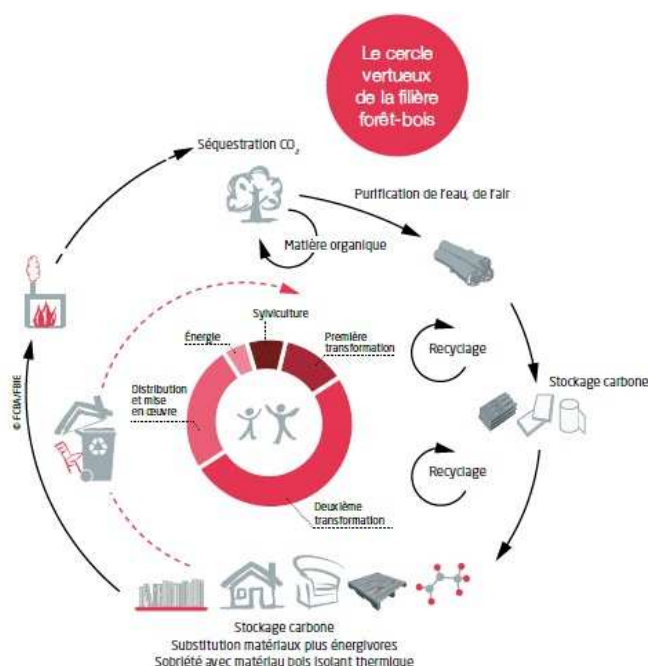 Le cercle
vertueux
de la filière
forêt-bois
Séquestration CO₂
Purification de l'eau, de l'air
Matière organique
Sylviculture
Énergie
Première
transformation
Recyclage
Stockage carbone
Distribution
et mise
en œuvre
© FCBA/FBIE
Recyclage
Deuxième
transformation
Stockage carbone
Substitution matériaux plus énergivores
Sobriété avec matériau bois isolant thermique